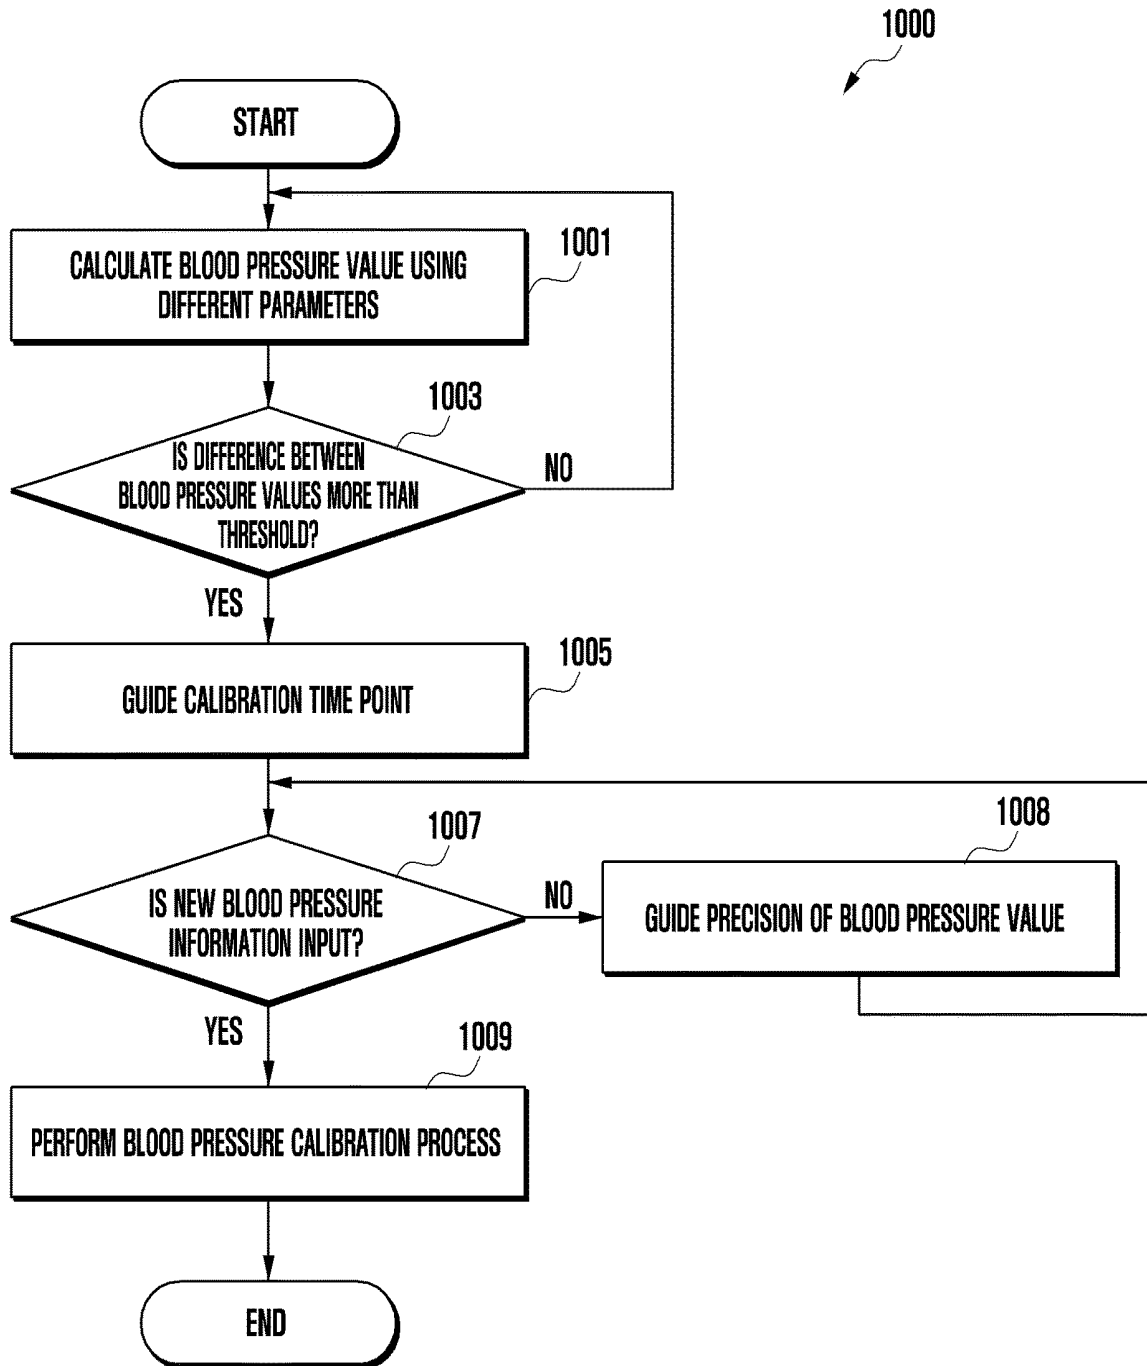 1000
START
1001
CALCULATE BLOOD PRESSURE VALUE USING
DIFFERENT PARAMETERS
1003
IS DIFFERENCE BETWEEN
BLOOD PRESSURE VALUES MORE THAN
THRESHOLD?
NO
YES
1005
GUIDE CALIBRATION TIME POINT
1007
IS NEW BLOOD PRESSURE
INFORMATION INPUT?
NO
1008
GUIDE PRECISION OF BLOOD PRESSURE VALUE
YES
1009
PERFORM BLOOD PRESSURE CALIBRATION PROCESS
END